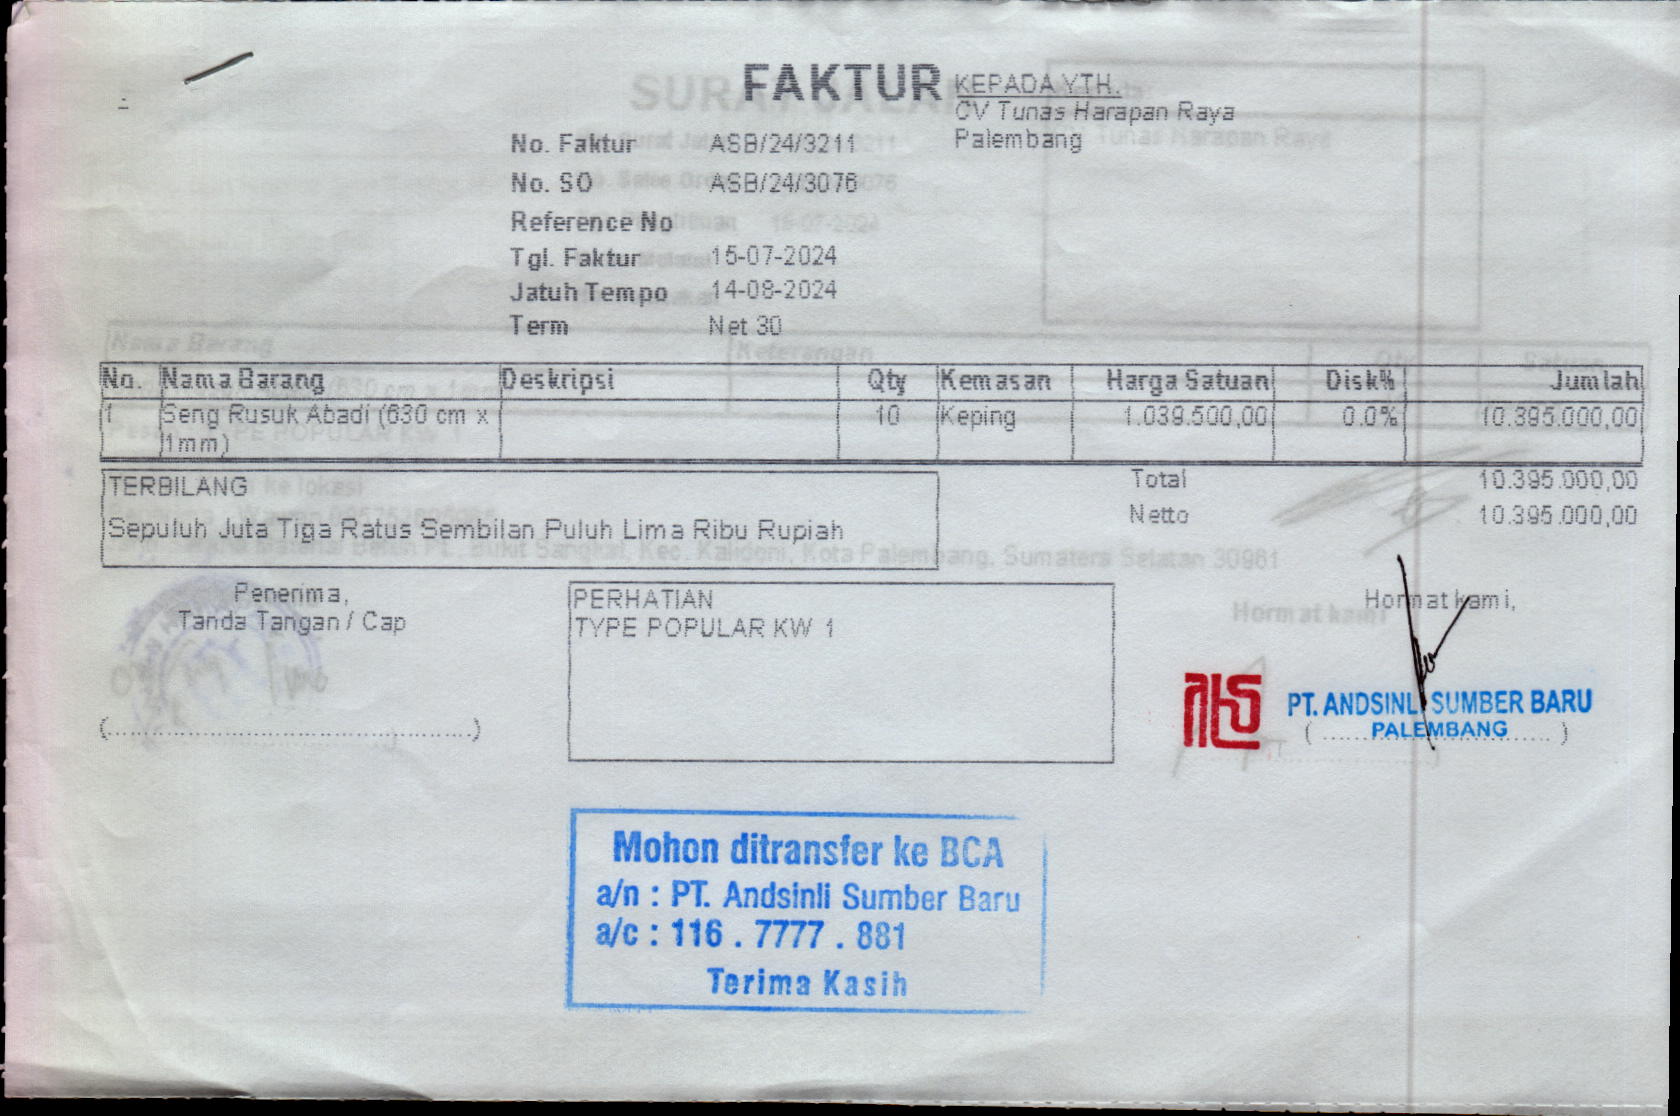 FAKTUR
KEPADA YTH.
CV Tunas Harapan Raya
Palembang
No. Faktur ASB/24/3211
No. SO ASB/24/3076
Reference No
Tgl. Faktur 15-07-2024
Jatuh Tempo 14-08-2024
Term Net 30
No. Nama Barang Deskripsi Qty Kemasan Harga Satuan Disk% Jumlah
1 Seng Rusuk Abadi (630 cm x 10 Keping 1.039.500,00 0.0% 10.395.000,00
1mm)
TERBILANG
Sepuluh Juta Tiga Ratus Sembilan Puluh Lima Ribu Rupiah
Total 10.395.000,00
Netto 10.395.000,00
Penerima,
Tanda Tangan / Cap
(.................................................)
PERHATIAN
TYPE POPULAR KW 1
Hormat kami,
PT. ANDSINLI SUMBER BARU
PALEMBANG
Mohon ditransfer ke BCA
a/n : PT. Andsinli Sumber Baru
a/c : 116 . 7777 . 881
Terima Kasih